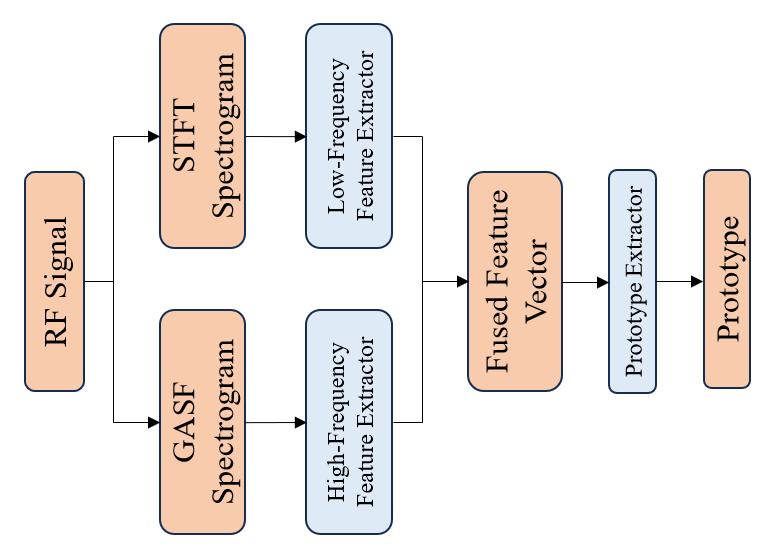 RF Signal
STFT
Spectrogram
Low-Frequency
Feature Extractor
GASF
Spectrogram
High-Frequency
Feature Extractor
Fused Feature
Vector
Prototype Extractor
Prototype